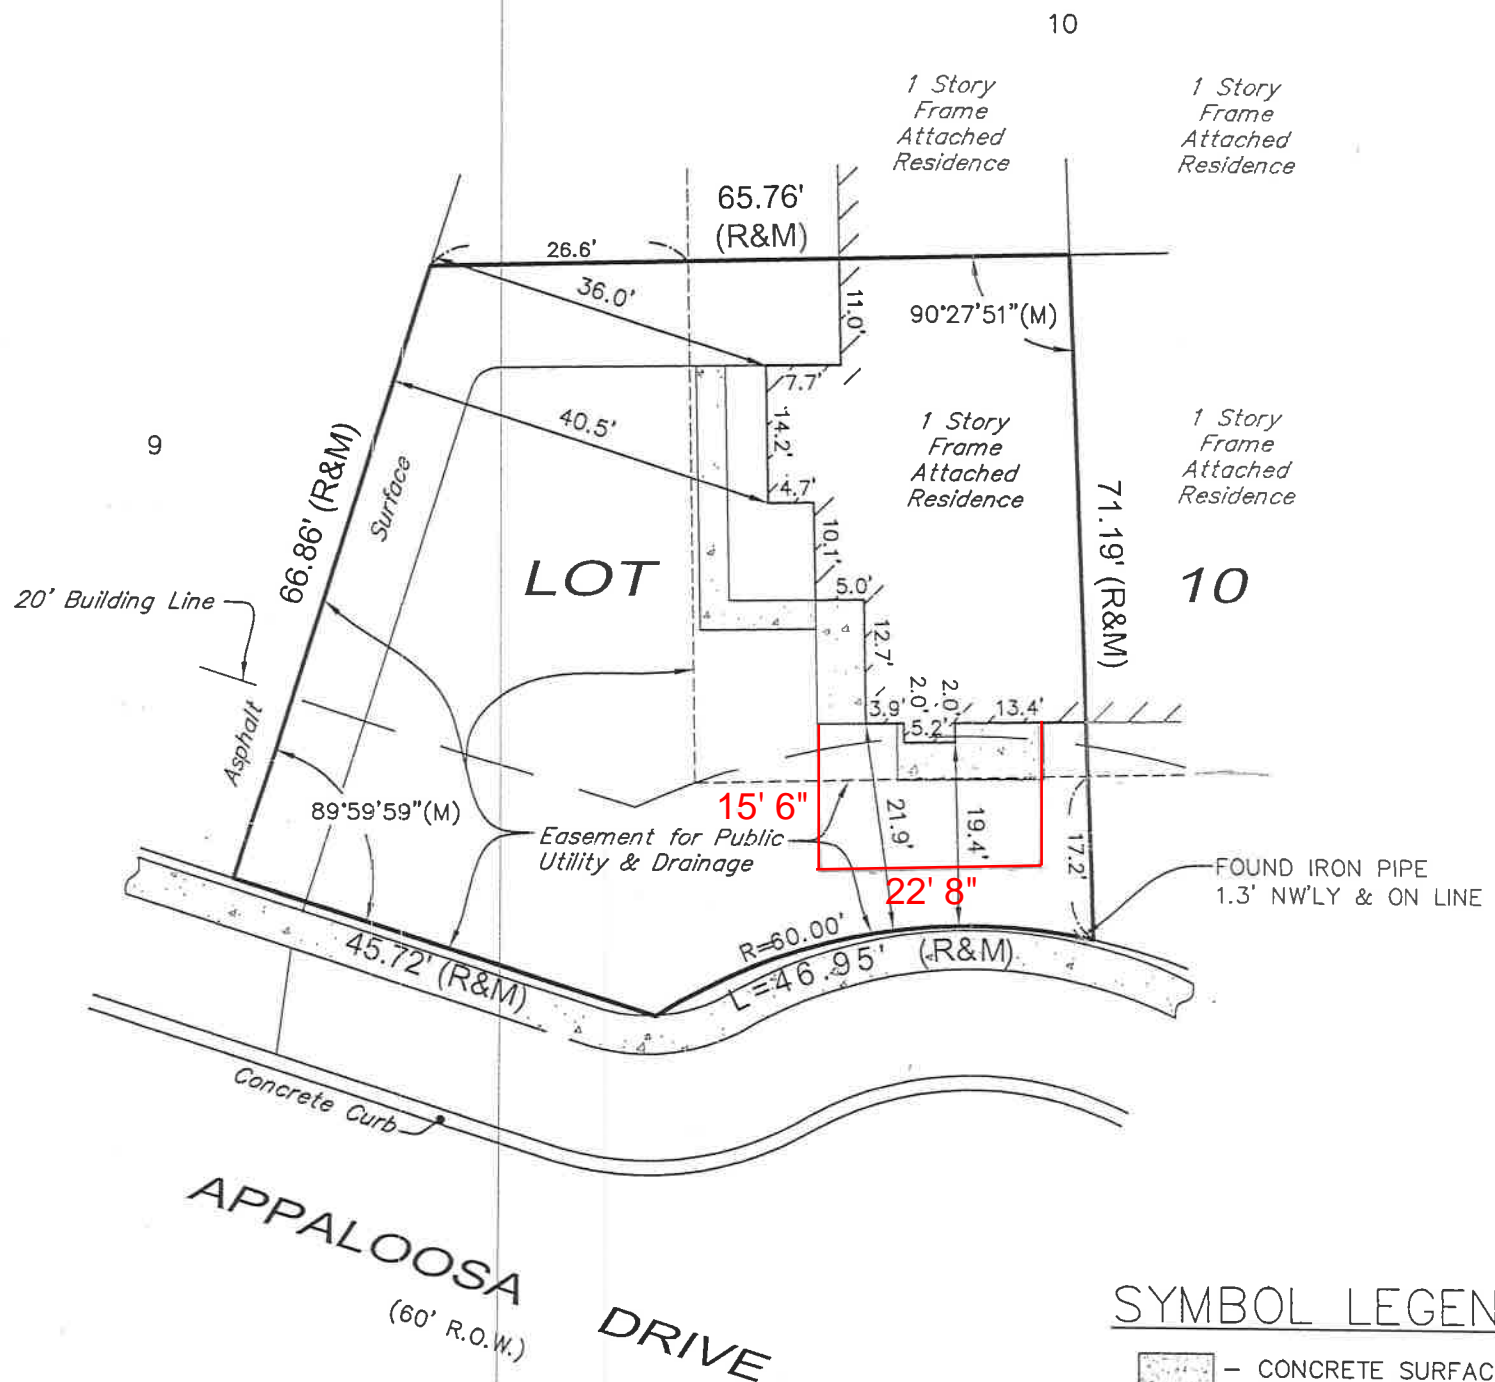 10
1 Story
Frame
Attached
Residence
1 Story
Frame
Attached
Residence
65.76'
(R&M)
26.6'
36.0'
11.0'
90°27'51"(M)
7.7'
14.2'
40.5'
4.7'
1 Story
Frame
Attached
Residence
1 Story
Frame
Attached
Residence
9
66.86' (R&M)
Surface
10.1'
71.19' (R&M)
LOT
10
20' Building Line
5.0'
12.7'
2.0'
2.0'
3.9'
5.2'
13.4'
Asphalt
15' 6"
89°59'59"(M)
21.9'
19.4'
17.2'
Easement for Public
Utility & Drainage
22' 8"
FOUND IRON PIPE
1.3' NW'LY & ON LINE
R=60.00'
L=46.95' (R&M)
45.72' (R&M)
Concrete Curb
APPALOOSA DRIVE
(60' R.O.W.)
SYMBOL LEGEN
- CONCRETE SURFAC